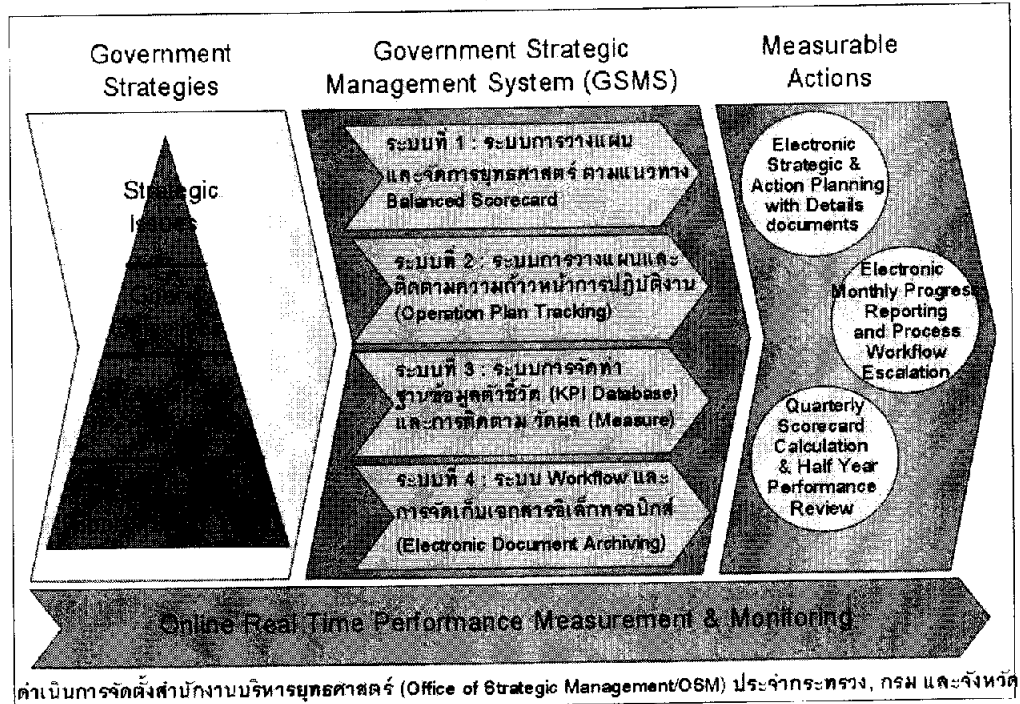 Government
Strategies
Government Strategic
Management System (GSMS)
Measurable
Actions
Strategic
Issues
ระบบที่ 1 : ระบบการวางแผน
และจัดการยุทธศาสตร์ ตามแนวทาง
Balanced Scorecard
ระบบที่ 2 : ระบบการวางแผนและ
ติดตามความก้าวหน้าการปฏิบัติงาน
(Operation Plan Tracking)
ระบบที่ 3 : ระบบการจัดทำ
ฐานข้อมูลตัวชี้วัด (KPI Database)
และการติดตาม วัดผล (Measure)
ระบบที่ 4 : ระบบ Workflow และ
การจัดเก็บเอกสารอิเล็กทรอนิกส์
(Electronic Document Archiving)
Electronic
Strategic &
Action Planning
with Details
documents
Electronic
Monthly Progress
Reporting
and Process
Workflow
Escalation
Quarterly
Scorecard
Calculation
& Half Year
Performance
Review
Online Real Time Performance Measurement & Monitoring
ดำเนินการจัดตั้งสำนักงานบริหารยุทธศาสตร์ (Office of Strategic Management/OSM) ประจำกระทรวง, กรม และจังหวัด